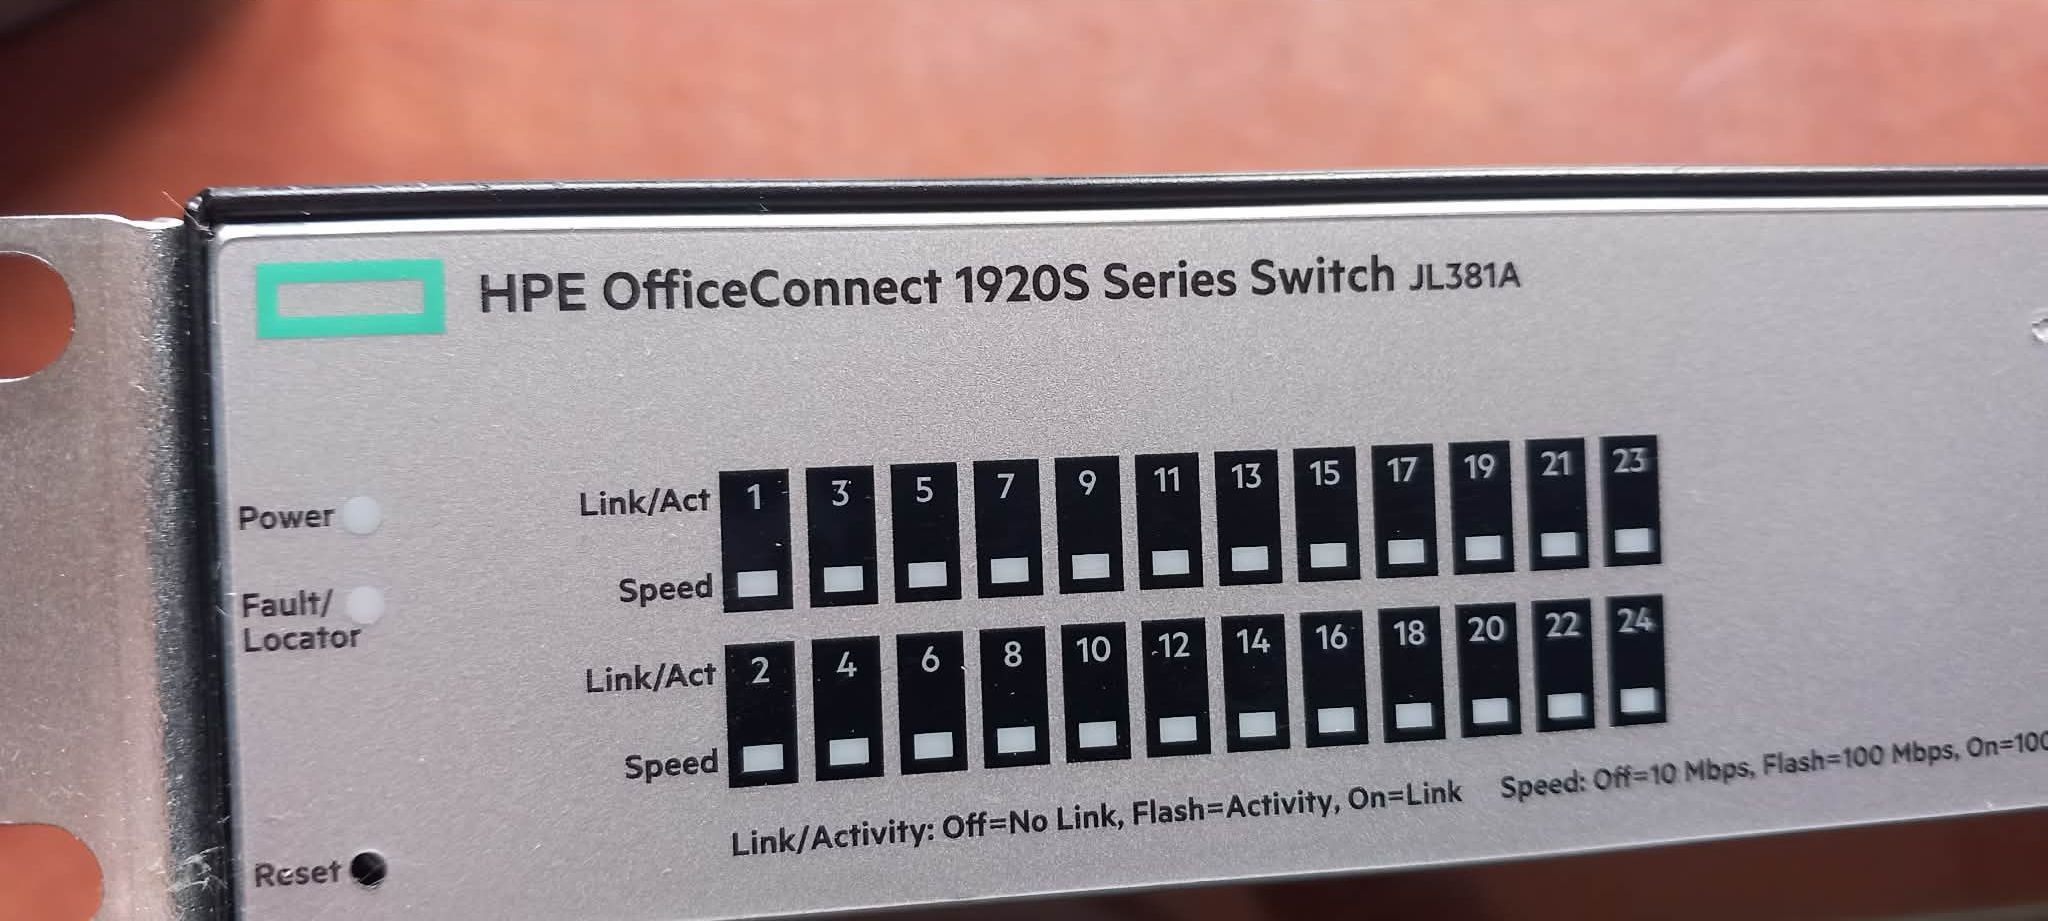 HPE OfficeConnect 1920S Series Switch JL381A
Power
Fault/
Locator
Reset
Link/Act 1 3 5 7 9 11 13 15 17 19 21 23
Speed
Link/Act 2 4 6 8 10 12 14 16 18 20 22 24
Speed
Link/Activity: Off=No Link, Flash=Activity, On=Link Speed: Off=10 Mbps, Flash=100 Mbps, On=100